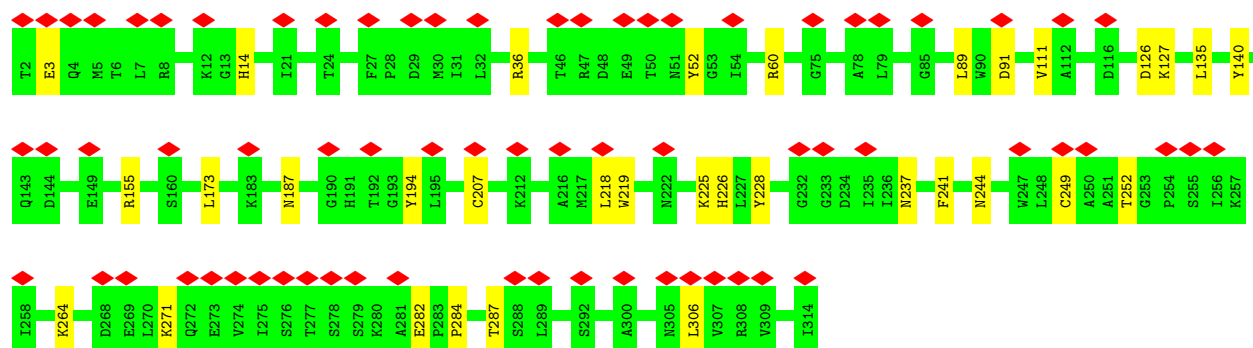 T2 E3 Q4 M5 T6 L7 R8 K12 G13 H14 I21 T24 F27 P28 D29 M30 I31 L32 R36 T46 R47 D48 E49 T50 N51 Y52 G53 I54 R60 G75 A78 L79 G85 L89 W90 D91 V111 A112 D116 D126 K127 L135 Y140
Q143 D144 E149 R155 S160 L173 K183 N187 G190 H191 T192 G193 Y194 L195 C207 K212 A216 M217 L218 W219 N222 K225 H226 L227 Y228 G232 G233 D234 I235 I236 N237 F241 N244 W247 L248 C249 A250 A251 T252 G253 P254 S255 I256 K257
I258 K264 D268 E269 L270 K271 Q272 E273 V274 I275 S276 T277 S278 S279 K280 A281 E282 P283 P284 T287 S288 L289 S292 A300 N305 L306 V307 R308 V309 I314